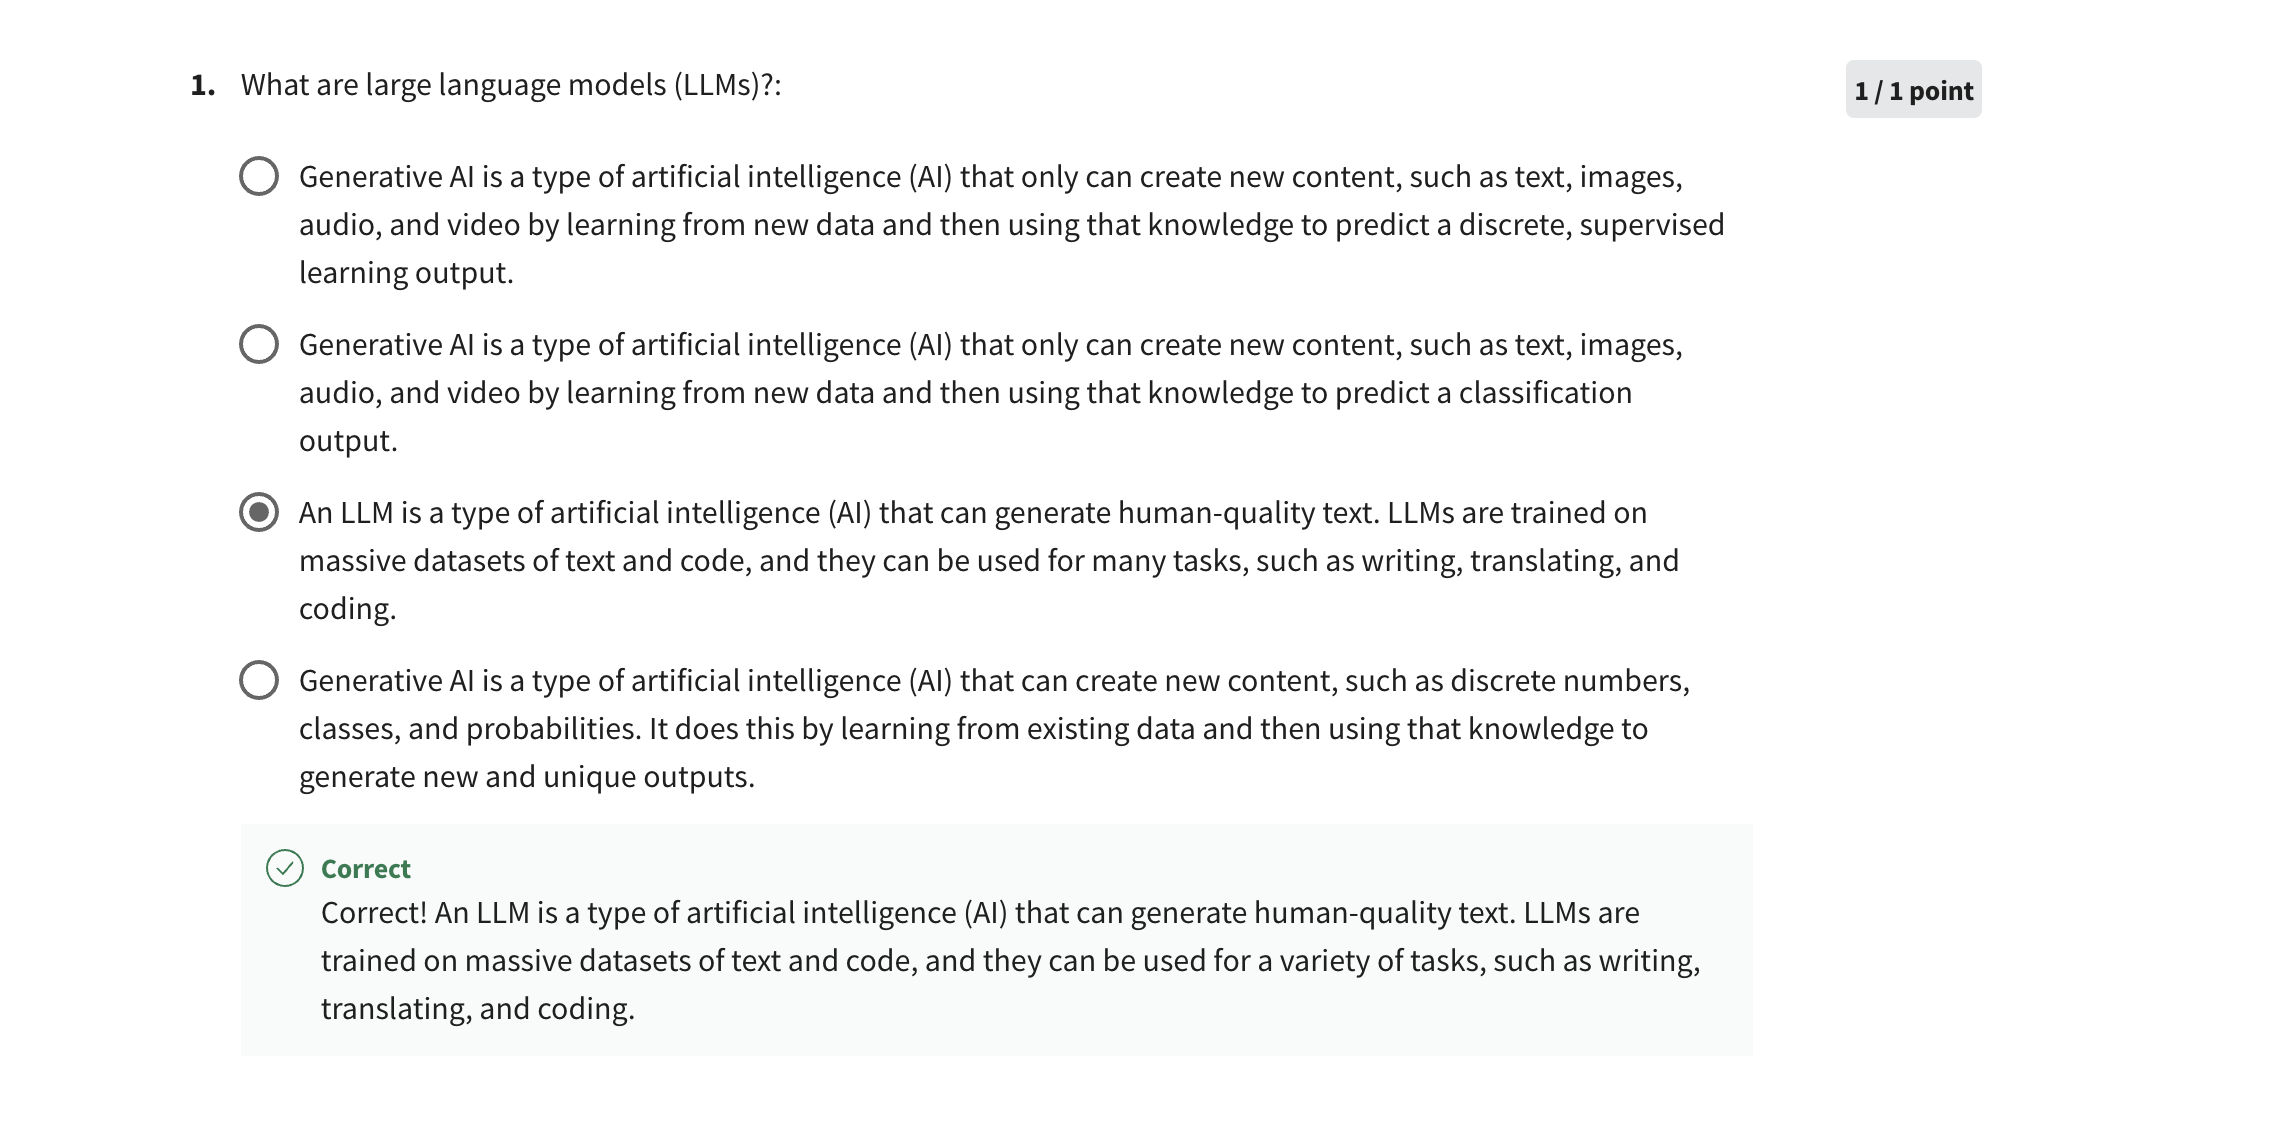 1. What are large language models (LLMs)?:
1 / 1 point
Generative AI is a type of artificial intelligence (AI) that only can create new content, such as text, images,
audio, and video by learning from new data and then using that knowledge to predict a discrete, supervised
learning output.
Generative AI is a type of artificial intelligence (AI) that only can create new content, such as text, images,
audio, and video by learning from new data and then using that knowledge to predict a classification
output.
An LLM is a type of artificial intelligence (AI) that can generate human-quality text. LLMs are trained on
massive datasets of text and code, and they can be used for many tasks, such as writing, translating, and
coding.
Generative AI is a type of artificial intelligence (AI) that can create new content, such as discrete numbers,
classes, and probabilities. It does this by learning from existing data and then using that knowledge to
generate new and unique outputs.
Correct
Correct! An LLM is a type of artificial intelligence (AI) that can generate human-quality text. LLMs are
trained on massive datasets of text and code, and they can be used for a variety of tasks, such as writing,
translating, and coding.